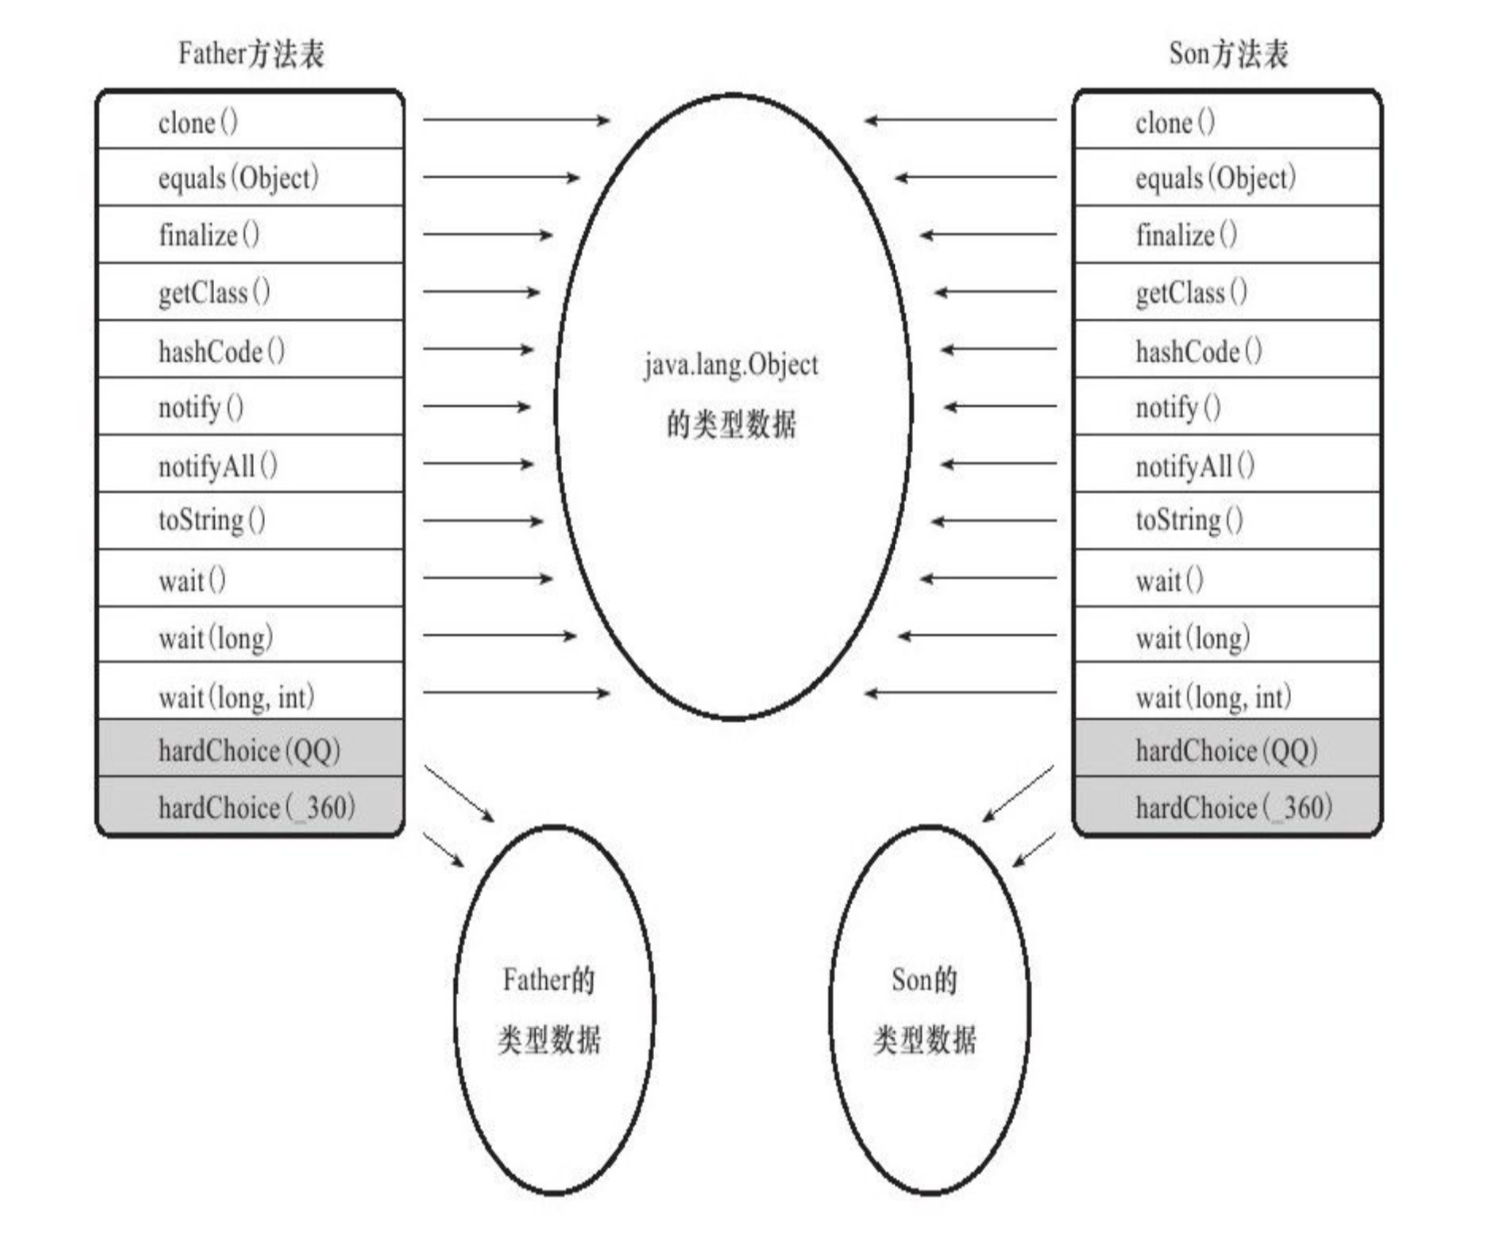 Father方法表
clone()
equals(Object)
finalize()
getClass()
hashCode()
notify()
notifyAll()
toString()
wait()
wait(long)
wait(long, int)
hardChoice(QQ)
hardChoice(_360)
java.lang.Object
的类型数据
Son方法表
clone()
equals(Object)
finalize()
getClass()
hashCode()
notify()
notifyAll()
toString()
wait()
wait(long)
wait(long, int)
hardChoice(QQ)
hardChoice(_360)
Father的
类型数据
Son的
类型数据